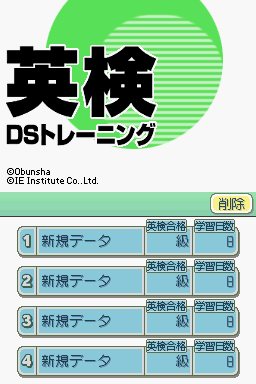 英検
DSトレーニング
©Obunsha
©IE Institute Co.,Ltd.
削除
英検合格 学習日数
1 新規データ 級 日
英検合格 学習日数
2 新規データ 級 日
英検合格 学習日数
3 新規データ 級 日
英検合格 学習日数
4 新規データ 級 日